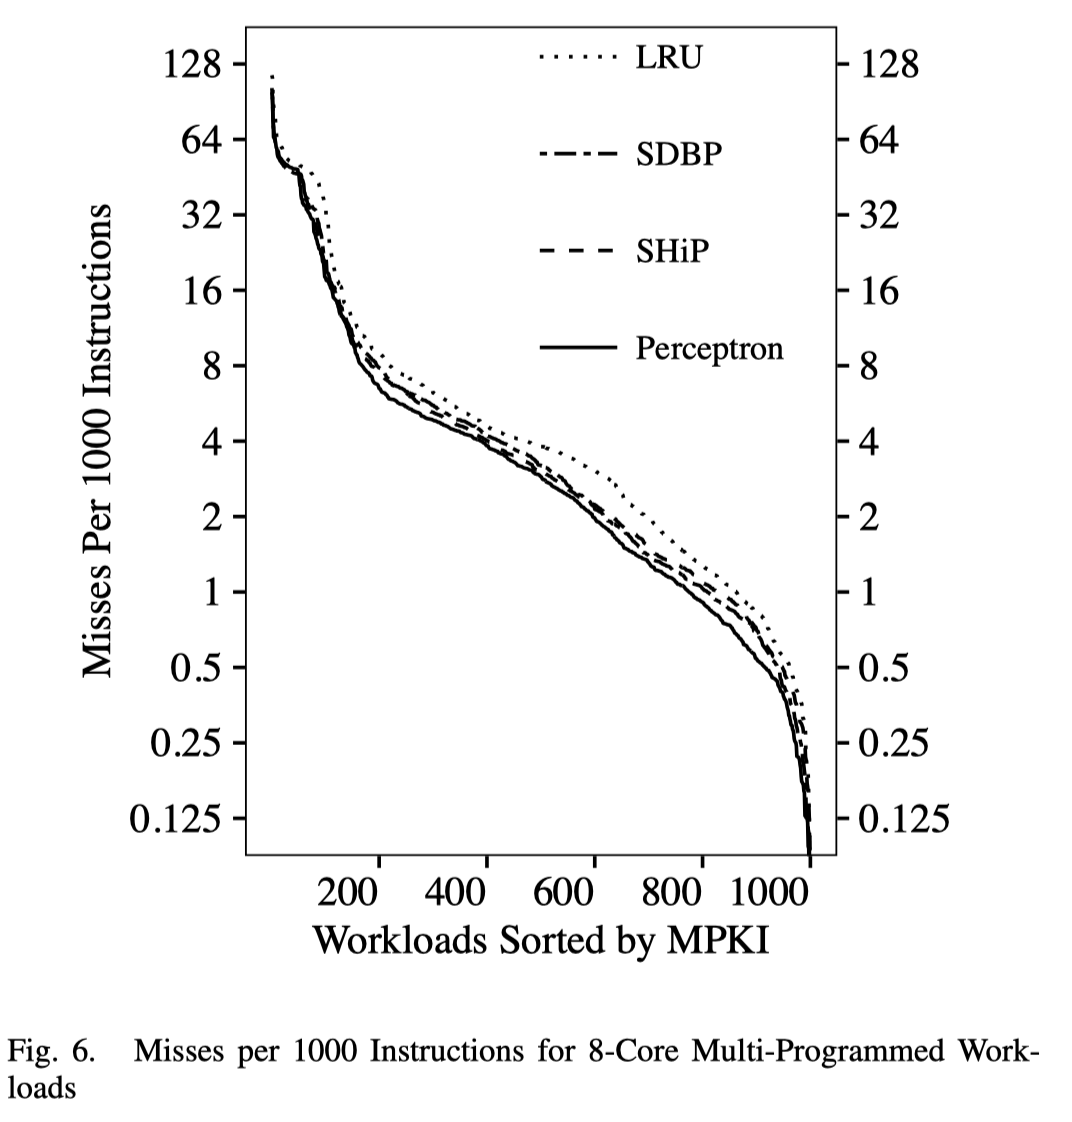 128
64
32
16
8
4
2
1
0.5
0.25
0.125
Misses Per 1000 Instructions
LRU
SDBP
SHiP
Perceptron
128
64
32
16
8
4
2
1
0.5
0.25
0.125
200 400 600 800 1000
Workloads Sorted by MPKI
Fig. 6. Misses per 1000 Instructions for 8-Core Multi-Programmed Work-
loads